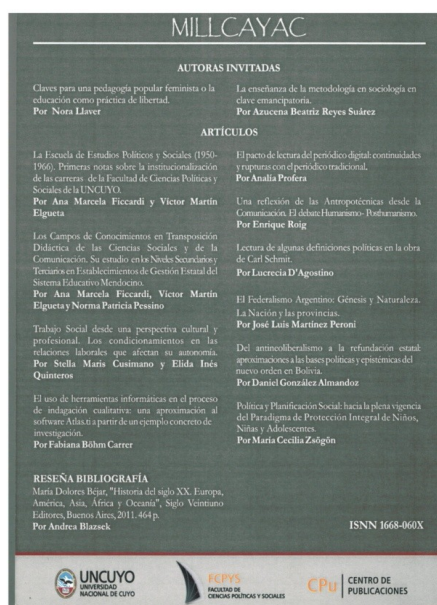 MILLCAYAC
AUTORAS INVITADAS
Claves para una pedagogía popular feminista o la
educación como práctica de libertad.
Por Nora Llaver
La enseñanza de la metodología en sociología en
clave emancipatoria.
Por Azucena Beatriz Reyes Suárez
ARTÍCULOS
La Escuela de Estudios Políticos y Sociales (1950-
1966). Primeras notas sobre la institucionalización
de las carreras de la Facultad de Ciencias Políticas y
Sociales de la UNCUYO.
Por Ana Marcela Ficcardi y Víctor Martín
Elgueta
Los Campos de Conocimientos en Transposición
Didáctica de las Ciencias Sociales y de la
Comunicación. Su estudio en los Niveles Secundarios y
Terciarios en Establecimientos de Gestión Estatal del
Sistema Educativo Mendocino.
Por Ana Marcela Ficcardi, Víctor Martín
Elgueta y Norma Patricia Pessino
Trabajo Social desde una perspectiva cultural y
profesional. Los condicionamientos en las
relaciones laborales que afectan su autonomía.
Por Stella Maris Cusimano y Elida Inés
Quinteros
El uso de herramientas informáticas en el proceso
de indagación cualitativa: una aproximación al
software Atlas.ti a partir de un ejemplo concreto de
investigación.
Por Fabiana Böhm Carrer
El pacto de lectura del periódico digital: continuidades
y rupturas con el periódico tradicional.
Por Analía Profera
Una reflexión de las Antropotécnicas desde la
Comunicación. El debate Humanismo- Posthumanismo.
Por Enrique Roig
Lectura de algunas definiciones políticas en la obra
de Carl Schmit.
Por Lucrecia D'Agostino
El Federalismo Argentino: Génesis y Naturaleza.
La Nación y las provincias.
Por José Luis Martínez Peroni
Del antineoliberalismo a la refundación estatal:
aproximaciones a las bases políticas y epistémicas del
nuevo orden en Bolivia.
Por Daniel González Almandoz
Política y Planificación Social: hacia la plena vigencia
del Paradigma de Protección Integral de Niños,
Niñas y Adolescentes.
Por María Cecilia Zsögön
RESEÑA BIBLIOGRAFÍA
María Dolores Béjar, "Historia del siglo XX. Europa,
América, Asia, África y Oceanía", Siglo Veintiuno
Editores, Buenos Aires, 2011. 464 p.
Por Andrea Blazsek
ISNN 1668-060X
UNCUYO
UNIVERSIDAD
NACIONAL DE CUYO
FCPYS
FACULTAD DE
CIENCIAS POLÍTICAS Y SOCIALES
CPU
CENTRO DE
PUBLICACIONES